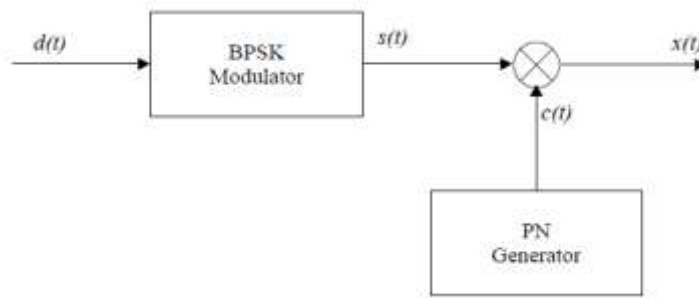 d(t)
BPSK
Modulator
s(t)
x(t)
c(t)
PN
Generator